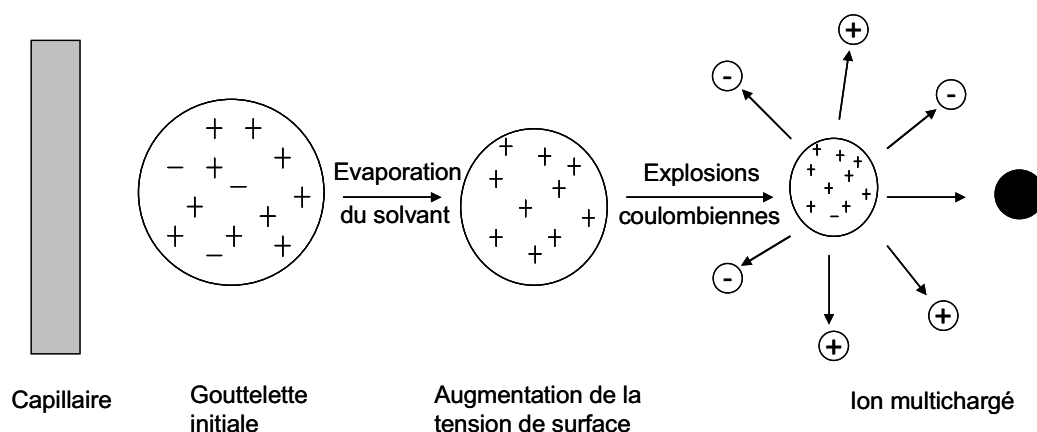 Evaporation
du solvant
Explosions
coulombiennes
Capillaire
Gouttelette
initiale
Augmentation de la
tension de surface
Ion multichargé